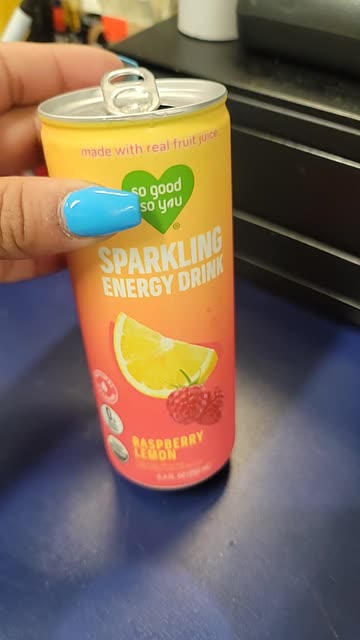 made with real fruit juice
so good
so you
®
SPARKLING
ENERGY DRINK
RASPBERRY
LEMON